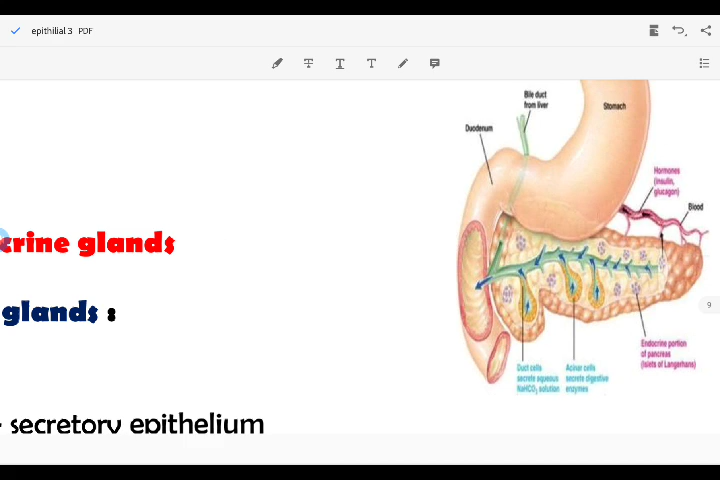 epithilial 3 PDF
Bile duct
from liver
Stomach
Duodenum
Hormones
(insulin,
glucagon)
Blood
crine glands
glands :
9
Endocrine portion
of pancreas
(Islets of Langerhans)
Duct cells
secrete aqueous
NaHCO₃ solution
Acinar cells
secrete digestive
enzymes
secretory epithelium